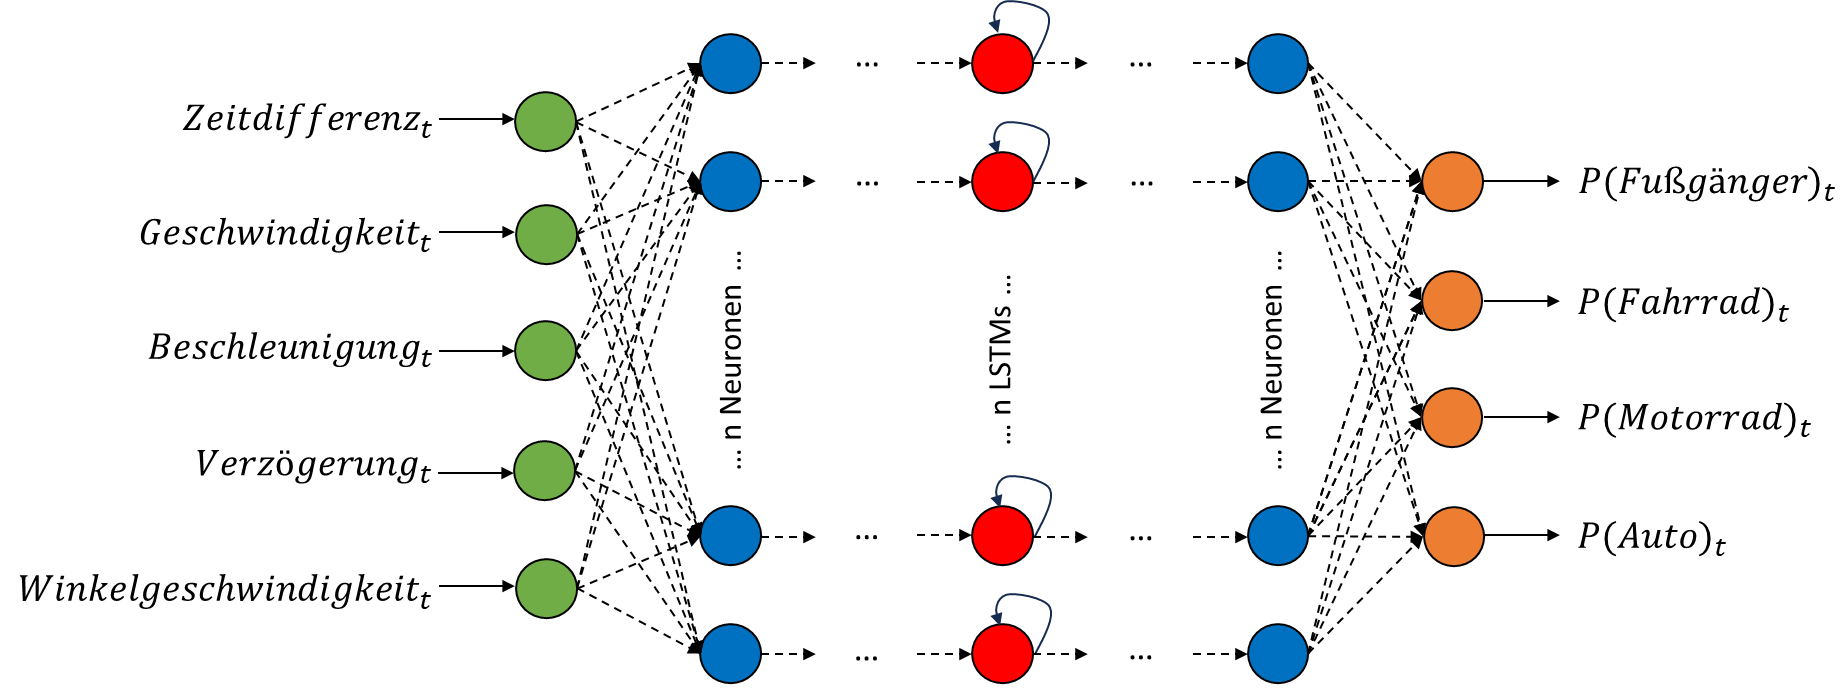 Zeitdifferenz_t
Geschwindigkeit_t
Beschleunigung_t
Verzögerung_t
Winkelgeschwindigkeit_t
... ...
... ...
... n Neuronen ...
... n LSTMs ...
... n Neuronen ...
... ...
... ...
P(Fußgänger)_t
P(Fahrrad)_t
P(Motorrad)_t
P(Auto)_t